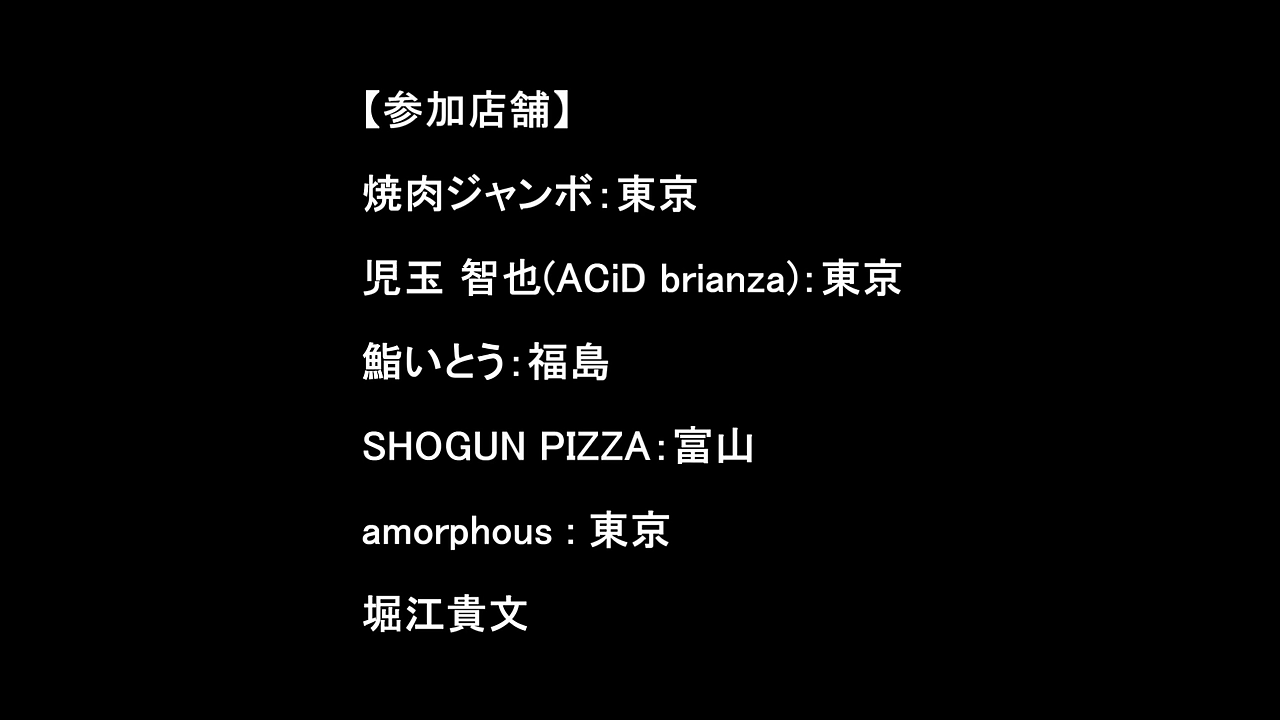 【参加店舗】
焼肉ジャンボ：東京
児玉 智也(ACiD brianza)：東京
鮨いとう：福島
SHOGUN PIZZA：富山
amorphous : 東京
堀江貴文